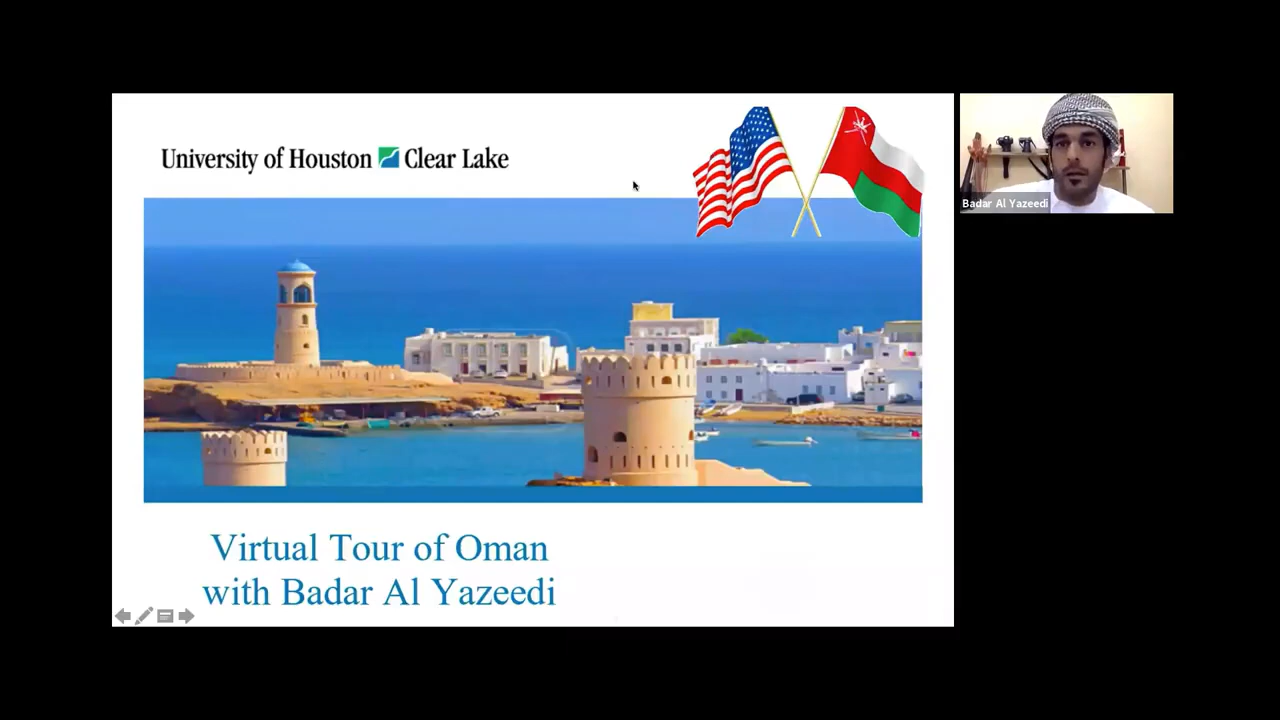 University of Houston Clear Lake
Badar Al Yazeedi
Virtual Tour of Oman
with Badar Al Yazeedi